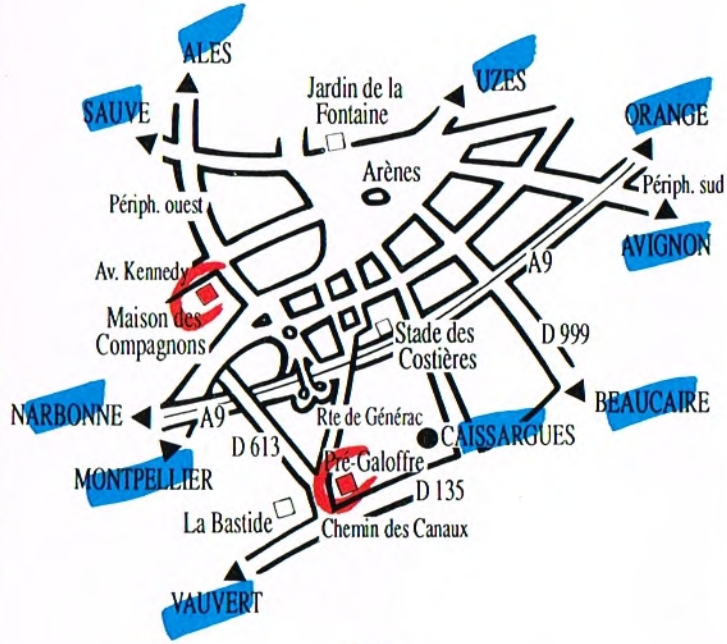 ALES
UZES
SAUVE
Jardin de la
Fontaine
ORANGE
Arènes
Périph. sud
Périph. ouest
AVIGNON
A9
Av. Kennedy
Maison des
Compagnons
Stade des
Costières
D 999
NARBONNE
A9
BEAUCAIRE
Rte de Générac
CAISSARGUES
D 613
MONTPELLIER
Pré-Galoffre
D 135
La Bastide
Chemin des Canaux
VAUVERT